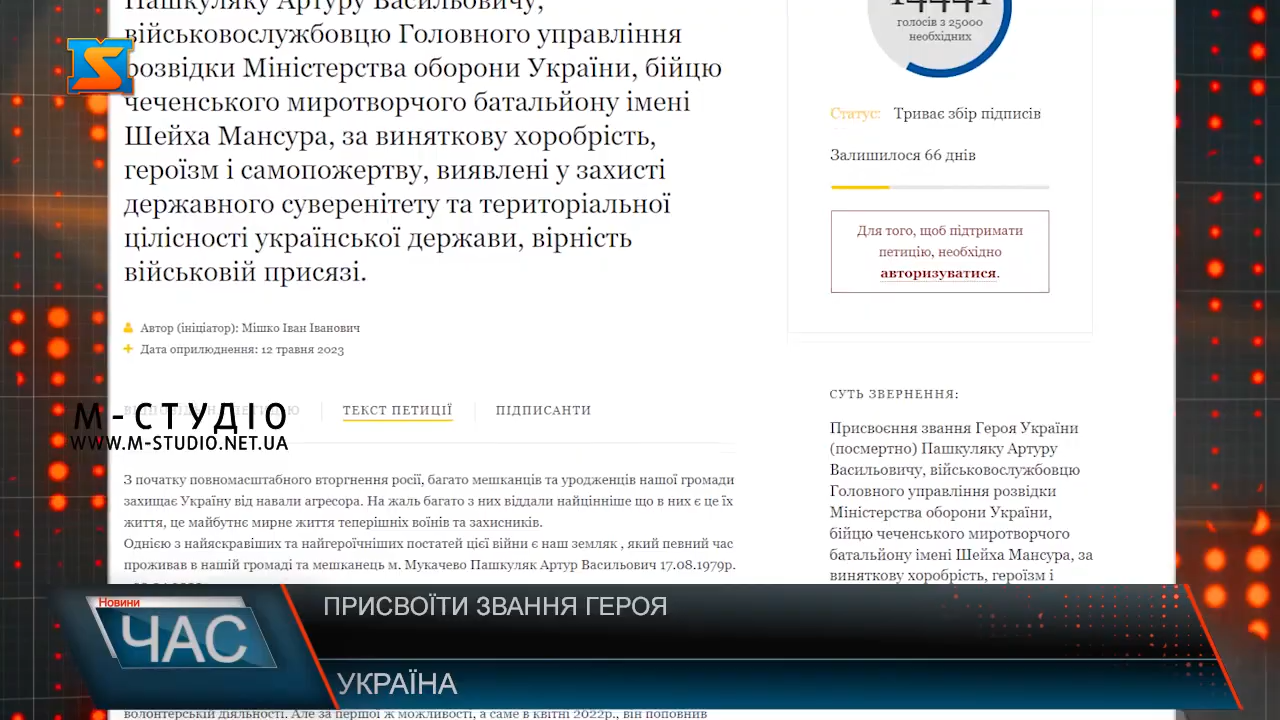 Пашкуляку Артуру Васильовичу,
військовослужбовцю Головного управління
розвідки Міністерства оборони України, бійцю
чеченського миротворчого батальйону імені
Шейха Мансура, за виняткову хоробрість,
героїзм і самопожертву, виявлені у захисті
державного суверенітету та територіальної
цілісності української держави, вірність
військовій присязі.
Автор (ініціатор): Мішко Іван Іванович
Дата оприлюднення: 12 травня 2023
М-СТУДІО
WWW.M-STUDIO.NET.UA
ТЕКСТ ПЕТИЦІЇ
ПІДПИСАНТИ
З початку повномасштабного вторгнення росії, багато мешканців та уродженців нашої громади
захищає Україну від навали агресора. На жаль багато з них віддали найцінніше що в них є це їх
життя, це майбутнє мирне життя теперішніх воїнів та захисників.
Однією з найяскравіших та найгероїчніших постатей цієї війни є наш земляк , який певний час
проживав в нашій громаді та мешканець м. Мукачево Пашкуляк Артур Васильович 17.08.1979р.
14441
голосів з 25000
необхідних
Статус: Триває збір підписів
Залишилося 66 днів
Для того, щоб підтримати
петицію, необхідно
авторизуватися.
СУТЬ ЗВЕРНЕННЯ:
Присвоєння звання Героя України
(посмертно) Пашкуляку Артуру
Васильовичу, військовослужбовцю
Головного управління розвідки
Міністерства оборони України,
бійцю чеченського миротворчого
батальйону імені Шейха Мансура, за
виняткову хоробрість, героїзм і
Новини
ЧАС
ПРИСВОЇТИ ЗВАННЯ ГЕРОЯ
УКРАЇНА
волонтерській діяльності. Але за першої ж можливості, а саме в квітні 2022р., він поповнив